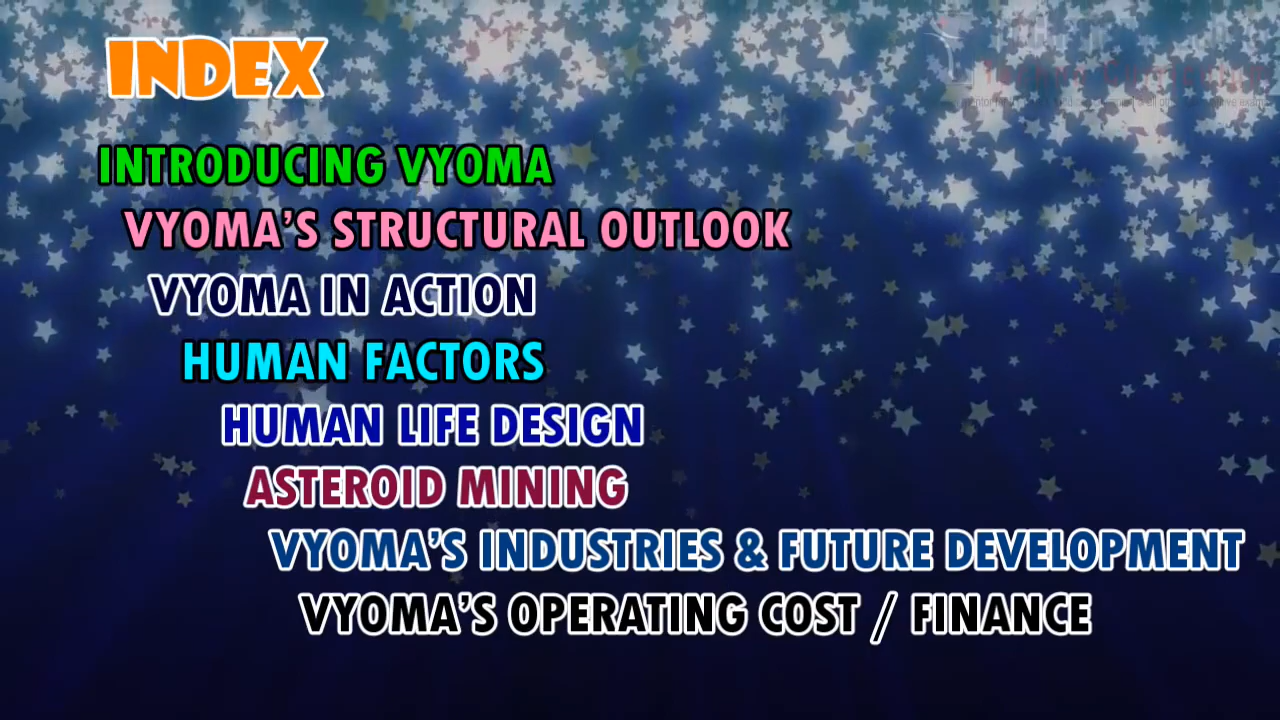 INDEX
INTRODUCING VYOMA
VYOMA'S STRUCTURAL OUTLOOK
VYOMA IN ACTION
HUMAN FACTORS
HUMAN LIFE DESIGN
ASTEROID MINING
VYOMA'S INDUSTRIES & FUTURE DEVELOPMENT
VYOMA'S OPERATING COST / FINANCE